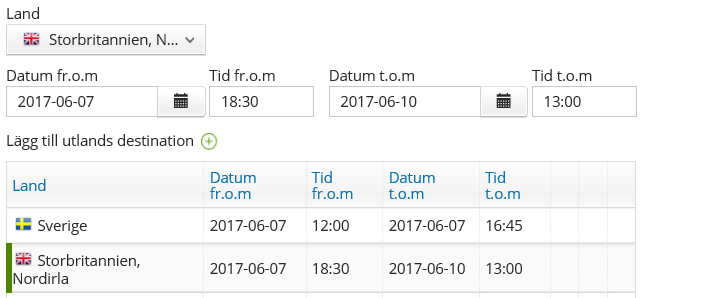 Land
Storbritannien, N...
Datum fr.o.m Tid fr.o.m Datum t.o.m Tid t.o.m
2017-06-07 18:30 2017-06-10 13:00
Lägg till utlands destination
Land Datum fr.o.m Tid fr.o.m Datum t.o.m Tid t.o.m
Sverige 2017-06-07 12:00 2017-06-07 16:45
Storbritannien,
Nordirla 2017-06-07 18:30 2017-06-10 13:00